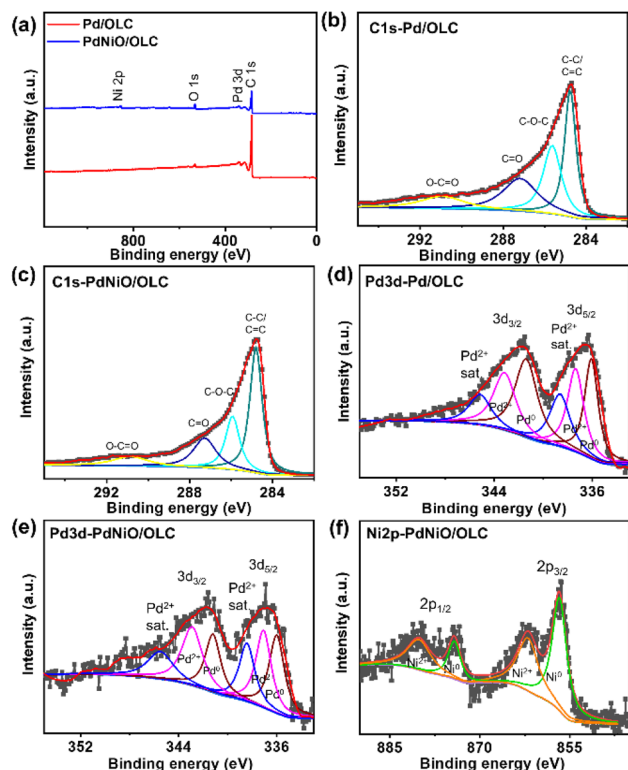 (a)
Pd/OLC
PdNiO/OLC
Ni 2p
O 1s
Pd 3d
C 1s
Intensity (a.u.)
800
400
0
Binding energy (eV)
(b)
C1s-Pd/OLC
C-C/
C=C
C-O-C
C=O
O-C=O
Intensity (a.u.)
292
288
284
Binding energy (eV)
(c)
C1s-PdNiO/OLC
C-C/
C=C
C-O-C
C=O
O-C=O
Intensity (a.u.)
292
288
284
Binding energy (eV)
(d)
Pd3d-Pd/OLC
3d5/2
3d3/2
Pd2+
sat.
Pd2+
sat.
Pd2+
Pd0
Pd2+
Pd0
Intensity (a.u.)
352
344
336
Binding energy (eV)
(e)
Pd3d-PdNiO/OLC
3d5/2
3d3/2
Pd2+
sat.
Pd2+
sat.
Pd2+
Pd0
Pd2+
Pd0
Intensity (a.u.)
352
344
336
Binding energy (eV)
(f)
Ni2p-PdNiO/OLC
2p3/2
2p1/2
Ni2+
Ni0
Ni2+
Ni0
Intensity (a.u.)
885
870
855
Binding energy (eV)